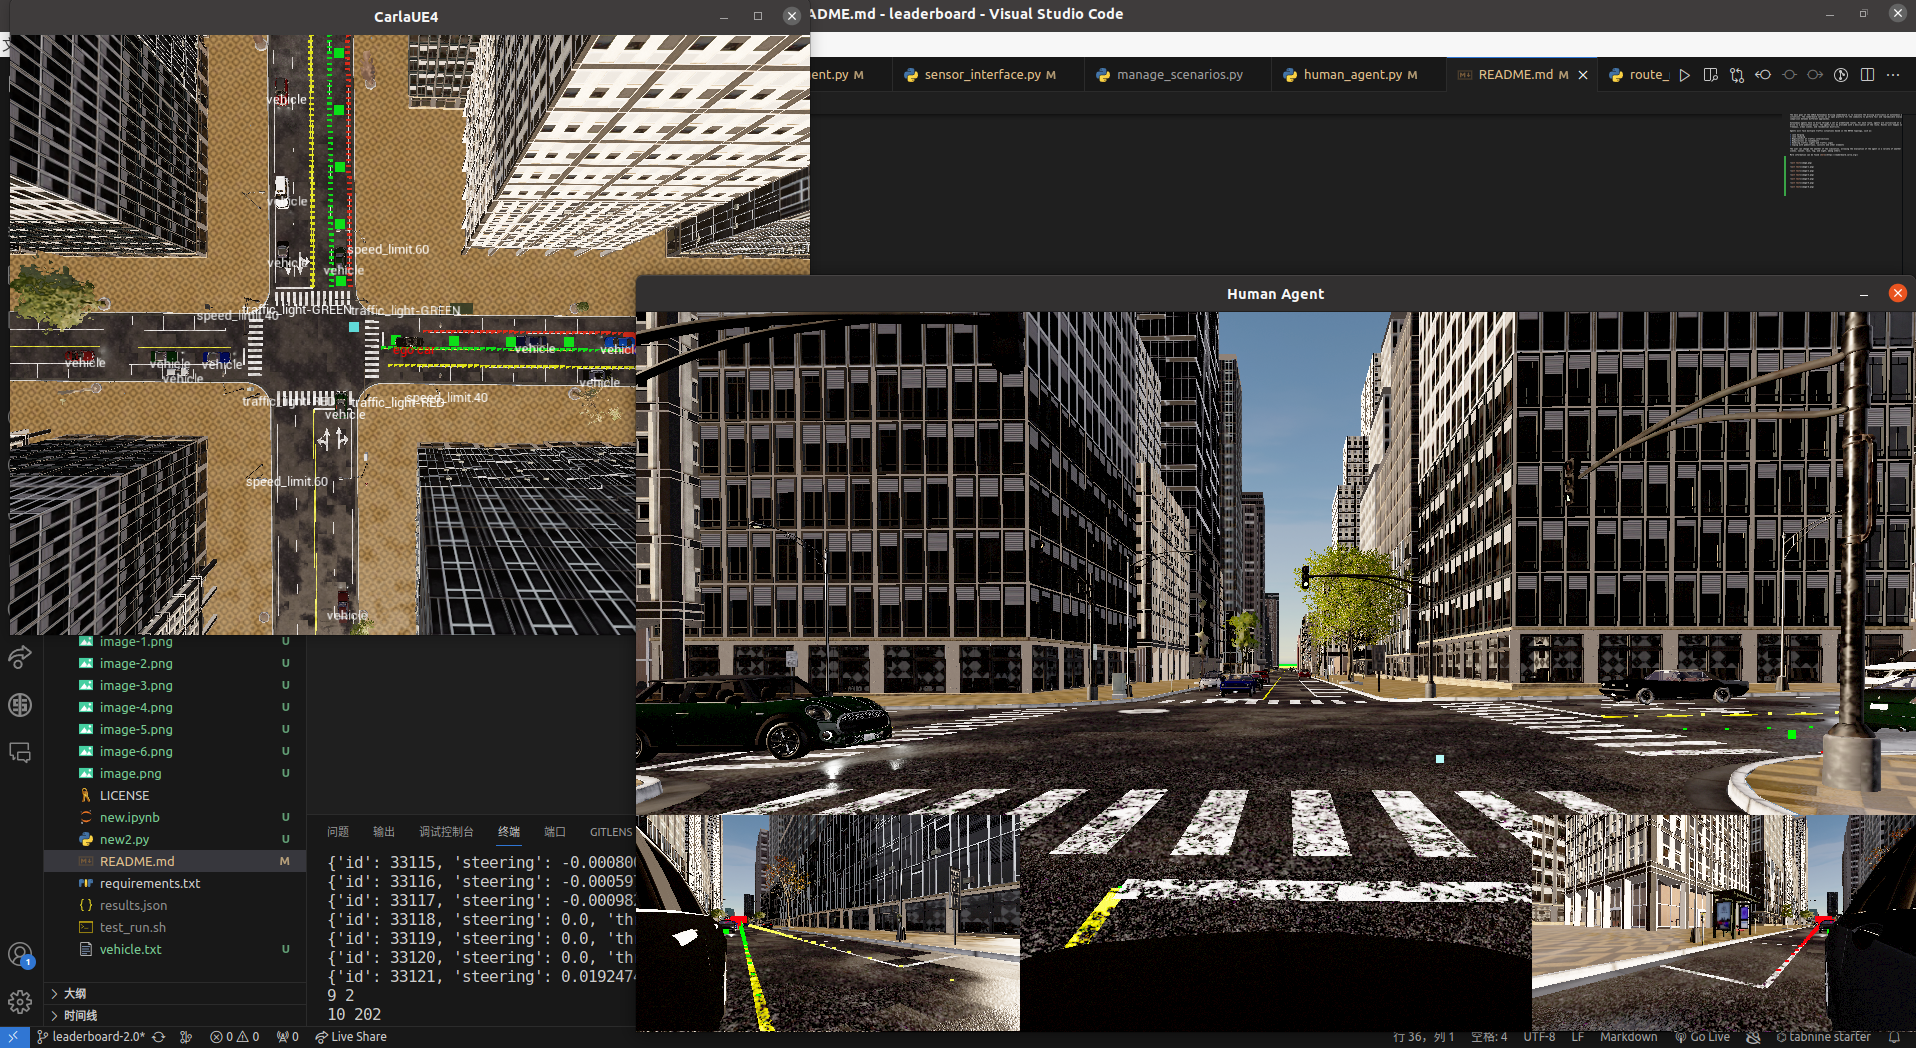 CarlaUE4
ADME.md - leaderboard - Visual Studio Code
ent.py M
sensor_interface.py M
manage_scenarios.py
human_agent.py M
README.md M
route_
vehicle
vehicle
speed_limit.60
vehicle
vehicle
traffic_light-GREEN
traffic_light-GREEN
speed_limit.40
vehicle
vehicle
vehicle
vehicle
vehicle
vehicle
vehicle
speed_limit.40
traffic_light-RED
vehicle
speed_limit.60
vehicle
Human Agent
image-1.png U
image-2.png U
image-3.png U
image-4.png U
image-5.png U
image-6.png U
image.png U
LICENSE
new.ipynb U
new2.py U
README.md M
requirements.txt
results.json
test_run.sh
vehicle.txt U
大纲
时间线
问题 输出 调试控制台 终端 端口 GITLENS
{'id': 33115, 'steering': -0.00080
{'id': 33116, 'steering': -0.00059
{'id': 33117, 'steering': -0.00098
{'id': 33118, 'steering': 0.0, 'th
{'id': 33119, 'steering': 0.0, 'th
{'id': 33120, 'steering': 0.0, 'th
{'id': 33121, 'steering': 0.019247
9 2
10 202
1
leaderboard-2.0* 0 0 0 Live Share
行 36，列 1 空格: 4 UTF-8 LF Markdown Go Live tabnine starter